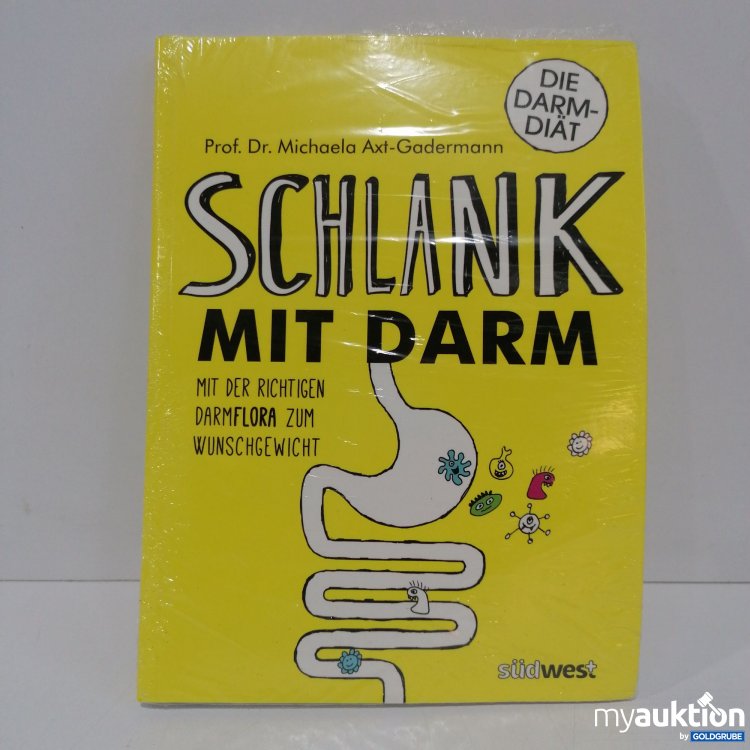 DIE
DARM-
DIÄT
Prof. Dr. Michaela Axt-Gadermann
SCHLANK
MIT DARM
MIT DER RICHTIGEN
DARMFLORA ZUM
WUNSCHGEWICHT
südwest
myauktion
by GOLDGRUBE